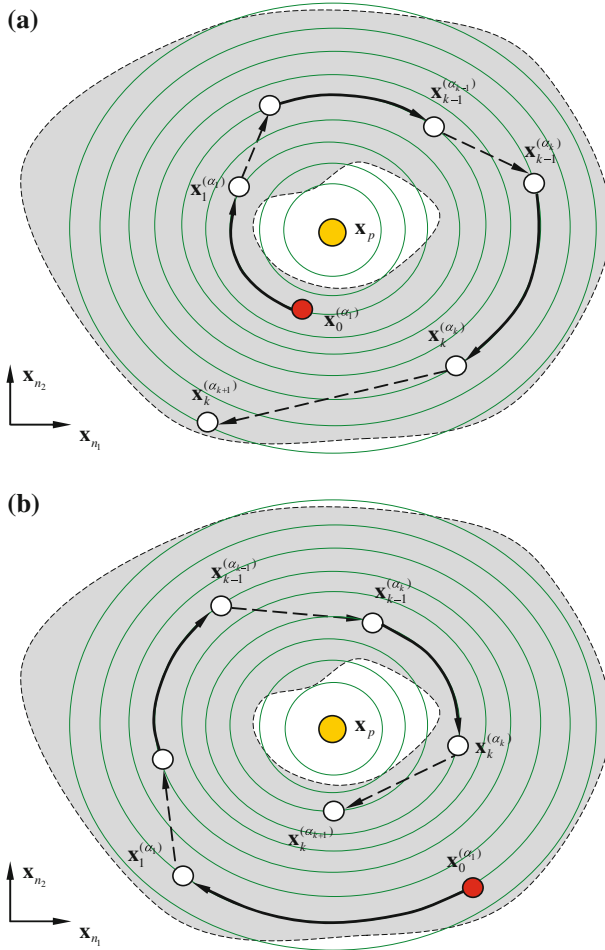 (a)
x_{k-1}^{(α_{k-1})}
x_{k-1}^{(α_k)}
x_1^{(α_1)}
x_p
x_0^{(α_1)}
x_k^{(α_k)}
x_{n_2}
x_k^{(α_{k+1})}
x_{n_1}
(b)
x_{k-1}^{(α_{k-1})}
x_{k-1}^{(α_k)}
x_p
x_k^{(α_k)}
x_k^{(α_{k+1})}
x_1^{(α_1)}
x_0^{(α_1)}
x_{n_2}
x_{n_1}